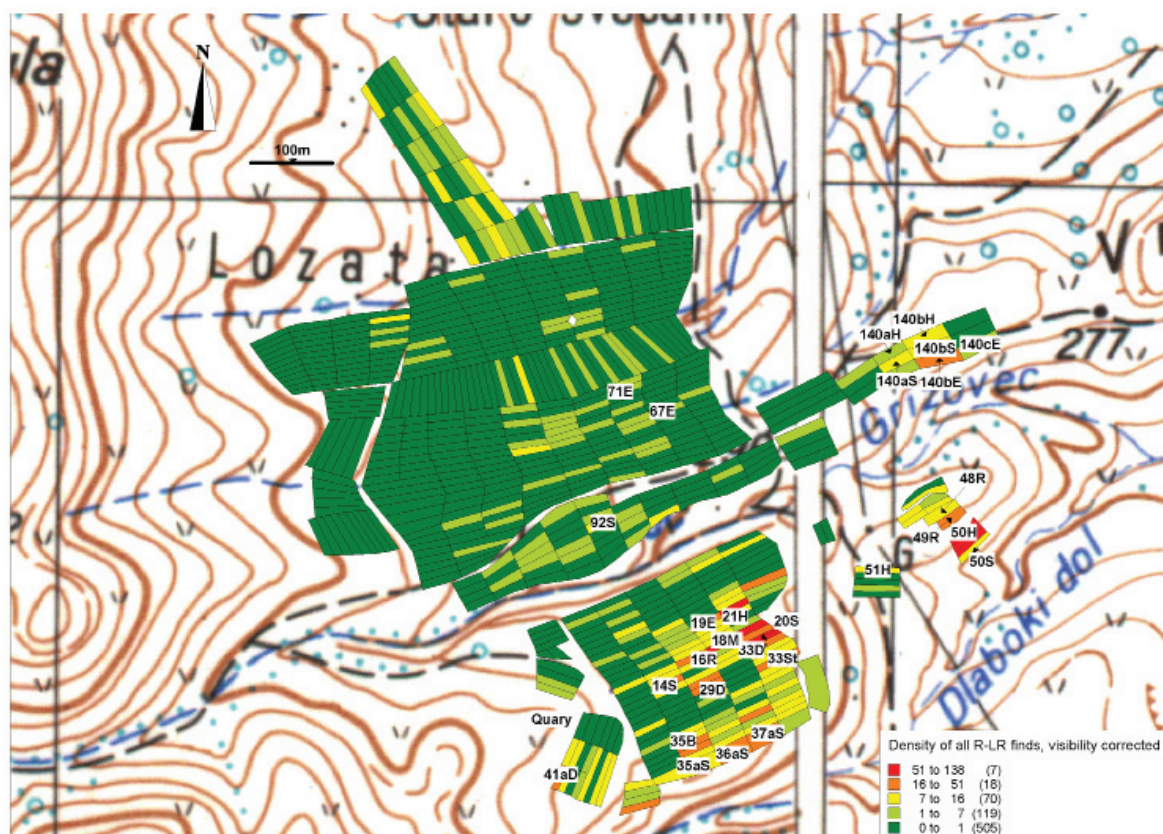 N
100m
Lozata
V
277
140bH
140aH
140bS
140cE
140aS
140bE
Grizovec
71E
67E
48R
49R
50H
50S
92S
G
51H
Dlaboki dol
21H
20S
19E
18M
33D
33St
16R
14S
29D
Quary
37aS
35B
36aS
35aS
41aD
Density of all R-LR finds, visibility corrected
51 to 138 (7)
16 to 51 (18)
7 to 16 (70)
1 to 7 (119)
0 to 1 (505)